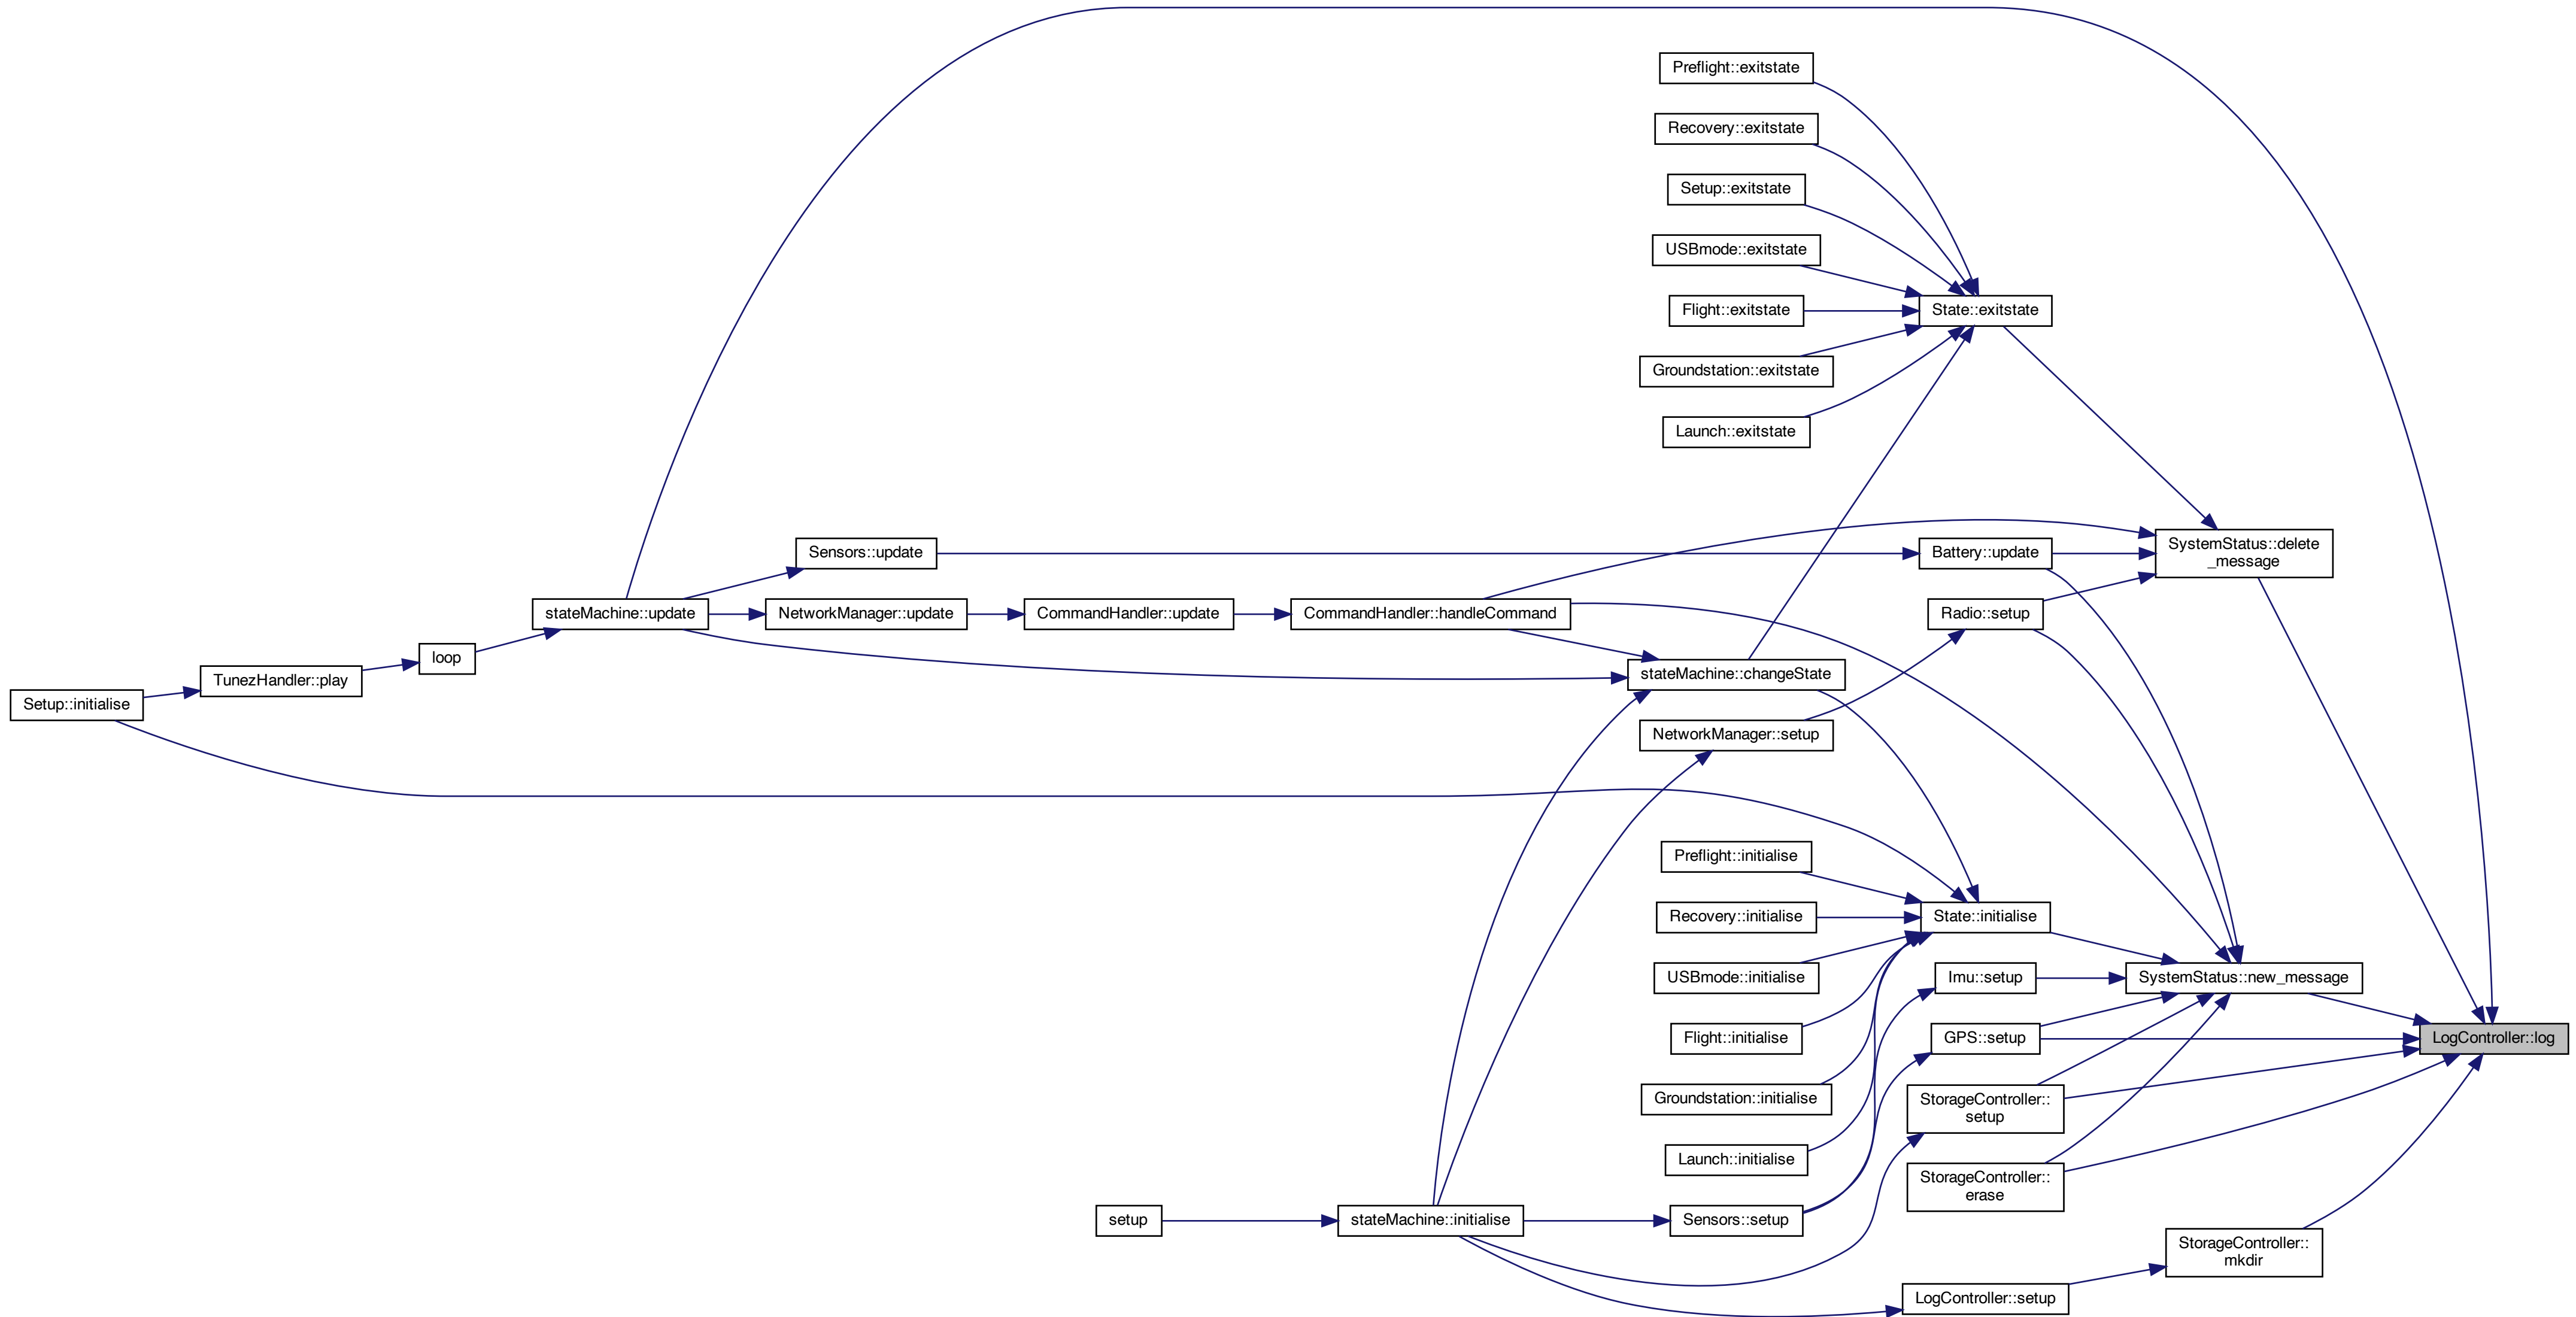 Preflight::exitstate
Recovery::exitstate
Setup::exitstate
USBmode::exitstate
Flight::exitstate
State::exitstate
Groundstation::exitstate
Launch::exitstate
Sensors::update
Battery::update
SystemStatus::delete
_message
stateMachine::update
NetworkManager::update
CommandHandler::update
CommandHandler::handleCommand
Radio::setup
loop
TunezHandler::play
stateMachine::changeState
Setup::initialise
NetworkManager::setup
Preflight::initialise
Recovery::initialise
State::initialise
USBmode::initialise
Imu::setup
SystemStatus::new_message
Flight::initialise
GPS::setup
LogController::log
Groundstation::initialise
StorageController::
setup
Launch::initialise
StorageController::
erase
setup
stateMachine::initialise
Sensors::setup
StorageController::
mkdir
LogController::setup